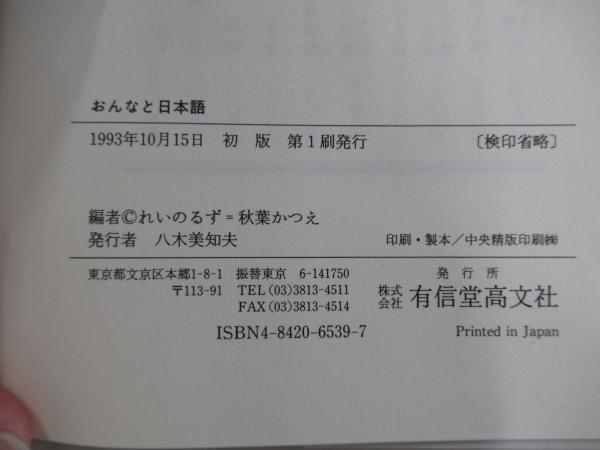 おんなと日本語
1993年10月15日　初　版　第1刷発行　〔検印省略〕
編者©れいのるず=秋葉かつえ
発行者　八木美知夫　印刷・製本／中央精版印刷㈱
東京都文京区本郷1-8-1　振替東京　6-141750
〒113-91　TEL(03)3813-4511
FAX(03)3813-4514
発　行　所
株式会社　有信堂高文社
ISBN4-8420-6539-7　Printed in Japan